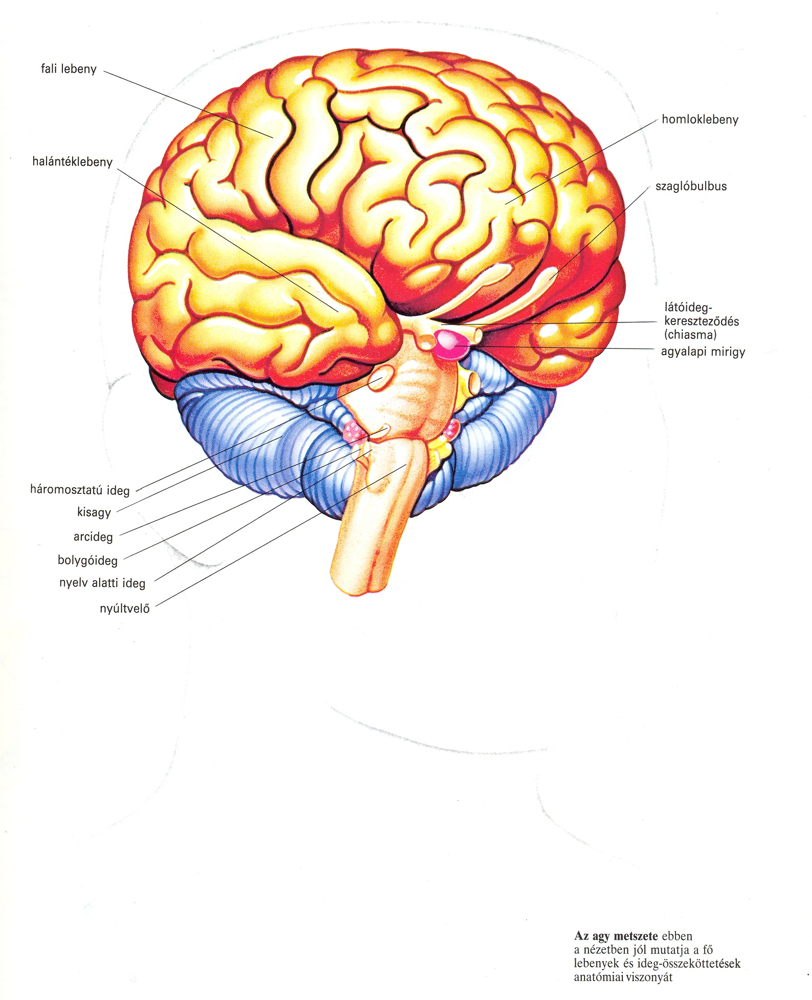 fali lebeny
halántéklebeny
homloklebeny
szaglóbulbus
látóideg-
kereszteződés
(chiasma)
agyalapi mirigy
háromosztatú ideg
kisagy
arcideg
bolygóideg
nyelv alatti ideg
nyúltvelő
Az agy metszete ebben
a nézetben jól mutatja a fő
lebenyek és ideg-összeköttetések
anatómiai viszonyát